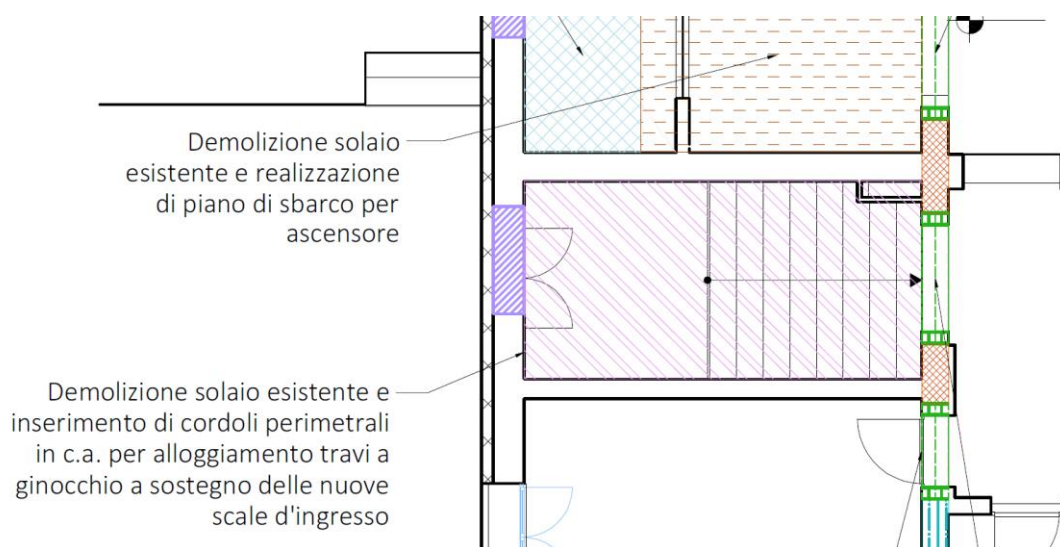 Demolizione solaio
esistente e realizzazione
di piano di sbarco per
ascensore
Demolizione solaio esistente e
inserimento di cordoli perimetrali
in c.a. per alloggiamento travi a
ginocchio a sostegno delle nuove
scale d'ingresso